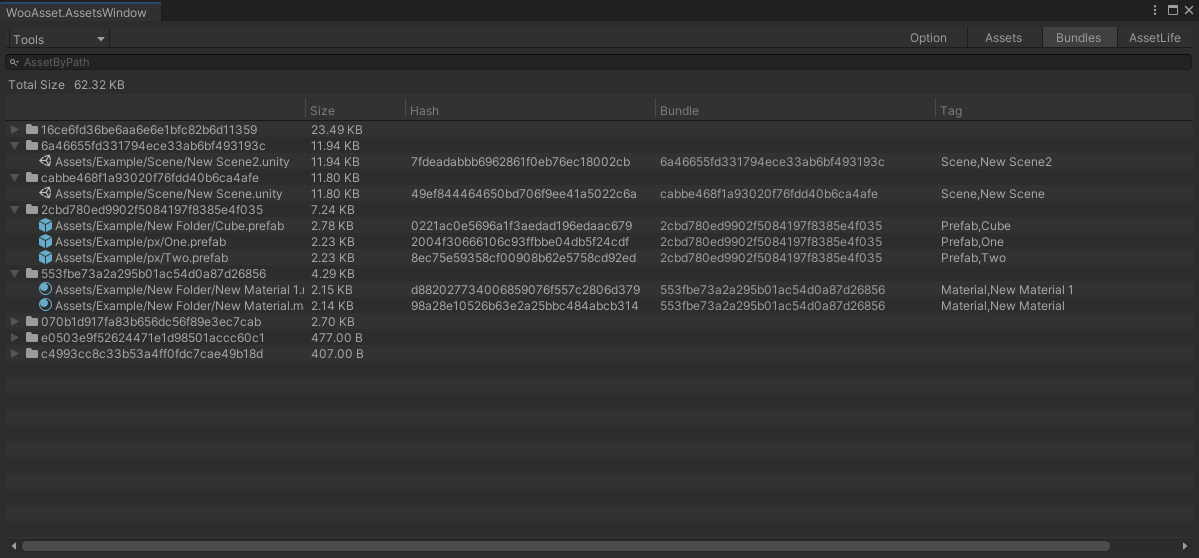 WooAsset.AssetsWindow
Tools Option Assets Bundles AssetLife
AssetByPath
Total Size 62.32 KB
Size Hash Bundle Tag
16ce6fd36be6aa6e6e1bfc82b6d11359 23.49 KB
6a46655fd331794ece33ab6bf493193c 11.94 KB
Assets/Example/Scene/New Scene2.unity 11.94 KB 7fdeadabbb6962861f0eb76ec18002cb 6a46655fd331794ece33ab6bf493193c Scene,New Scene2
cabbe468f1a93020f76fdd40b6ca4afe 11.80 KB
Assets/Example/Scene/New Scene.unity 11.80 KB 49ef844464650bd706f9ee41a5022c6a cabbe468f1a93020f76fdd40b6ca4afe Scene,New Scene
2cbd780ed9902f5084197f8385e4f035 7.24 KB
Assets/Example/New Folder/Cube.prefab 2.78 KB 0221ac0e5696a1f3aedad196edaac679 2cbd780ed9902f5084197f8385e4f035 Prefab,Cube
Assets/Example/px/One.prefab 2.23 KB 2004f30666106c93ffbbe04db5f24cdf 2cbd780ed9902f5084197f8385e4f035 Prefab,One
Assets/Example/px/Two.prefab 2.23 KB 8ec75e59358cf00908b62e5758cd92ed 2cbd780ed9902f5084197f8385e4f035 Prefab,Two
553fbe73a2a295b01ac54d0a87d26856 4.29 KB
Assets/Example/New Folder/New Material 1.r 2.15 KB d882027734006859076f557c2806d379 553fbe73a2a295b01ac54d0a87d26856 Material,New Material 1
Assets/Example/New Folder/New Material.m 2.14 KB 98a28e10526b63e2a25bbc484abcb314 553fbe73a2a295b01ac54d0a87d26856 Material,New Material
070b1d917fa83b656dc56f89e3ec7cab 2.70 KB
e0503e9f52624471e1d98501accc60c1 477.00 B
c4993cc8c33b53a4ff0fdc7cae49b18d 407.00 B